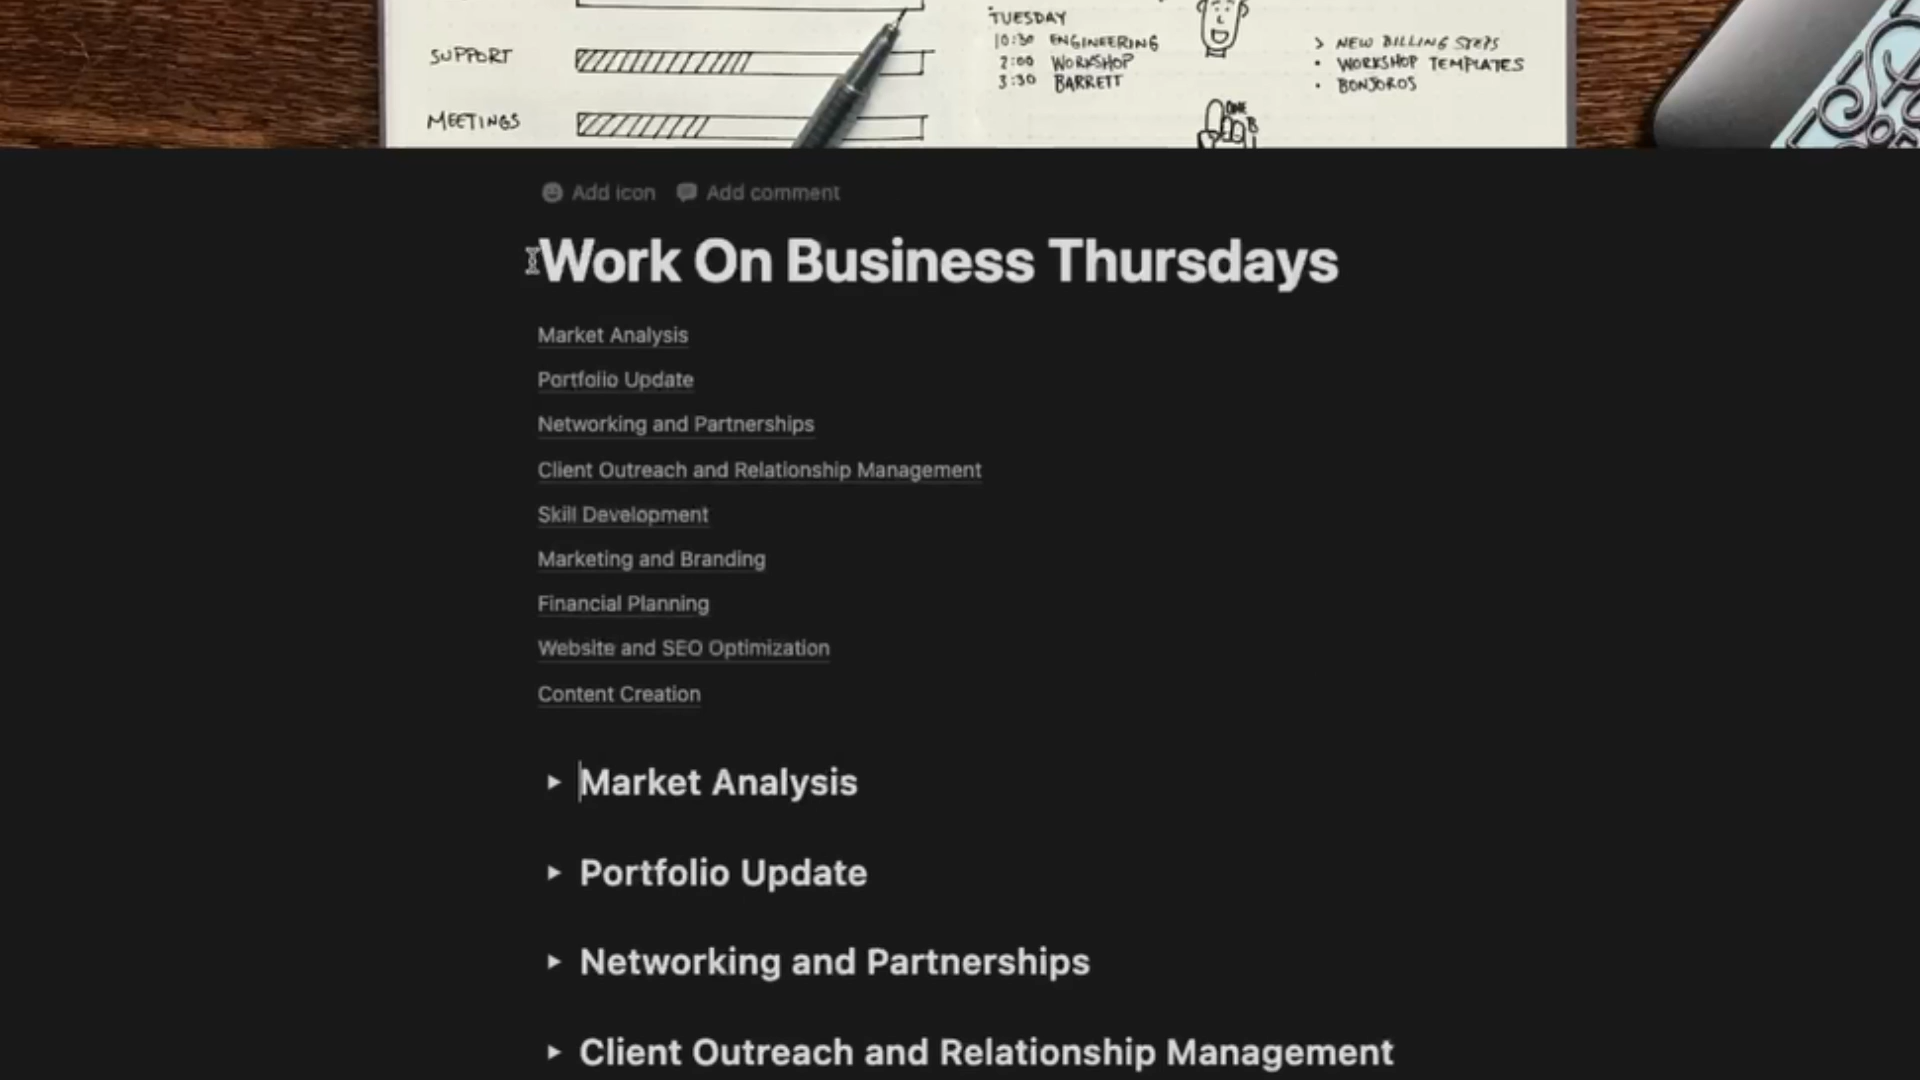 SUPPORT
MEETINGS
TUESDAY
10:30 ENGINEERING
2:00 WORKSHOP
3:30 BARRETT
> NEW BILLING STEPS
• WORKSHOP TEMPLATES
• BONJOROS
Add icon Add comment
Work On Business Thursdays
Market Analysis
Portfolio Update
Networking and Partnerships
Client Outreach and Relationship Management
Skill Development
Marketing and Branding
Financial Planning
Website and SEO Optimization
Content Creation
Market Analysis
Portfolio Update
Networking and Partnerships
Client Outreach and Relationship Management